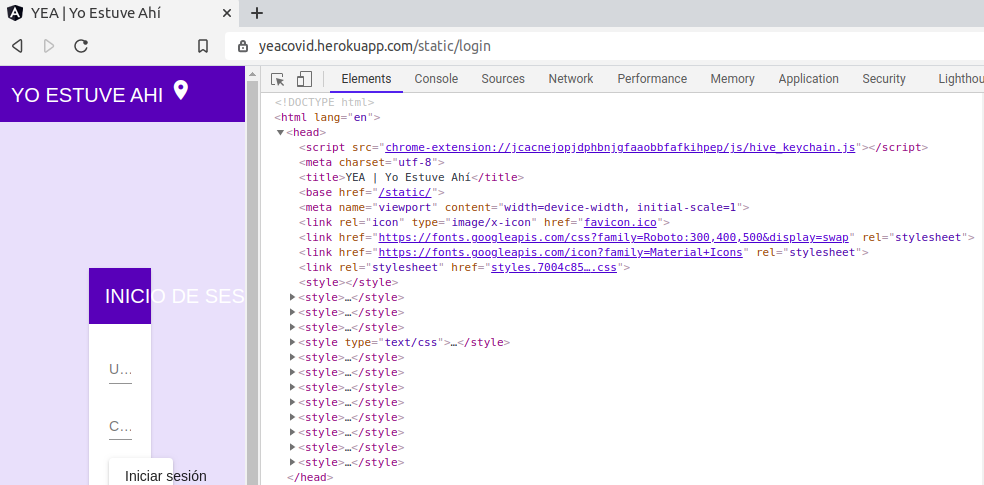 YEA | Yo Estuve Ahí
yeacovid.herokuapp.com/static/login
YO ESTUVE AHI
INICIO DE SES
U...
C...
Iniciar sesión
Elements Console Sources Network Performance Memory Application Security Lighthou
<!DOCTYPE html>
<html lang="en">
<head>
<script src="chrome-extension://jcacnejopjdphbnjgfaaobbfafkihpep/js/hive_keychain.js"></script>
<meta charset="utf-8">
<title>YEA | Yo Estuve Ahí</title>
<base href="/static/">
<meta name="viewport" content="width=device-width, initial-scale=1">
<link rel="icon" type="image/x-icon" href="favicon.ico">
<link href="https://fonts.googleapis.com/css?family=Roboto:300,400,500&display=swap" rel="stylesheet">
<link href="https://fonts.googleapis.com/icon?family=Material+Icons" rel="stylesheet">
<link rel="stylesheet" href="styles.7004c85….css">
<style></style>
<style>…</style>
<style>…</style>
<style>…</style>
<style type="text/css">…</style>
<style>…</style>
<style>…</style>
<style>…</style>
<style>…</style>
<style>…</style>
<style>…</style>
<style>…</style>
<style>…</style>
</head>